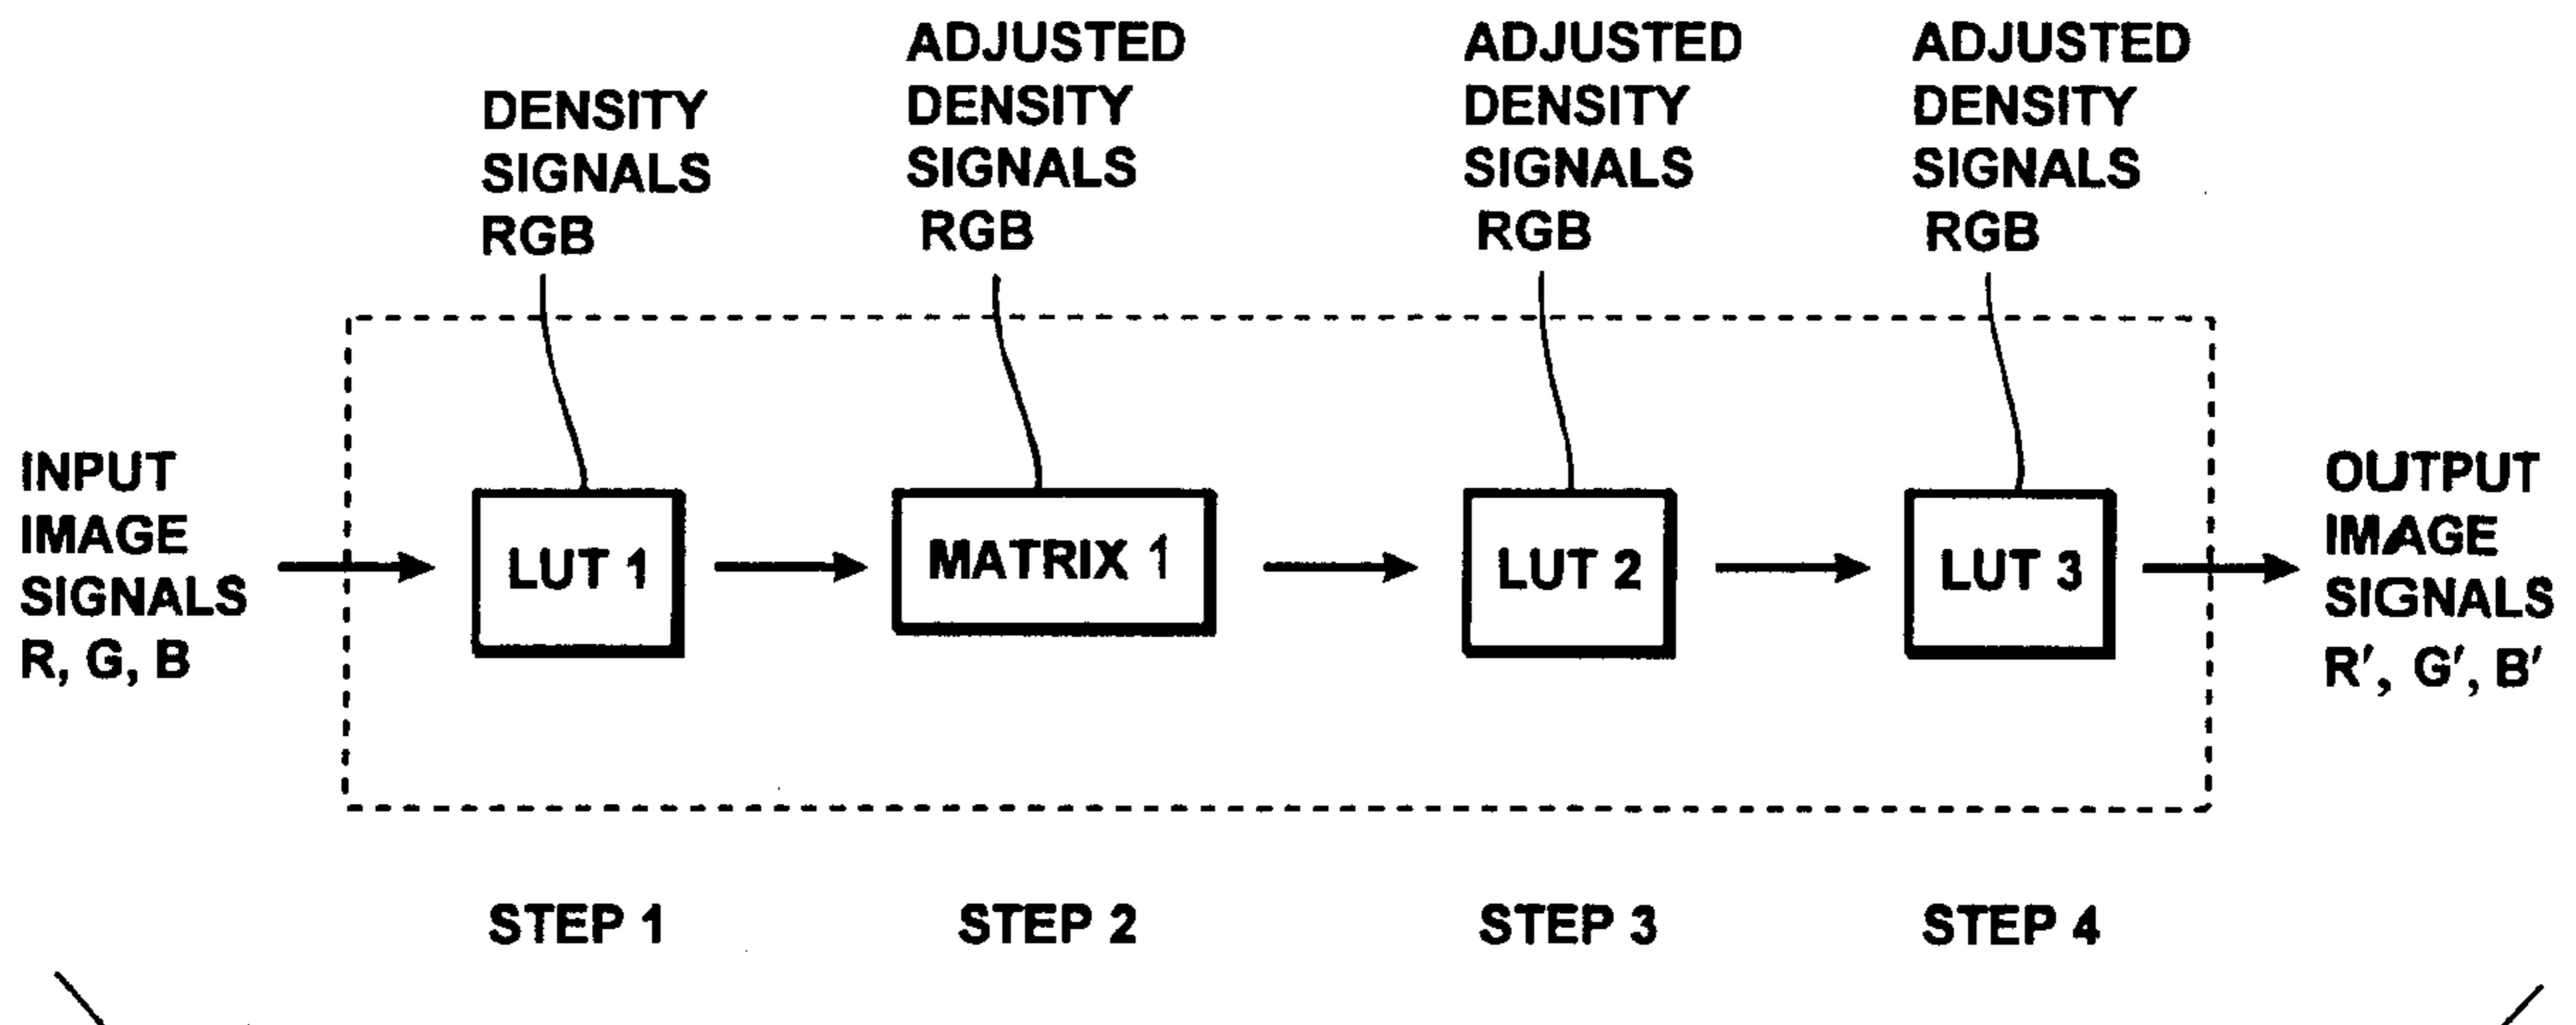 DENSITY
SIGNALS
RGB
ADJUSTED
DENSITY
SIGNALS
RGB
ADJUSTED
DENSITY
SIGNALS
RGB
ADJUSTED
DENSITY
SIGNALS
RGB
INPUT
IMAGE
SIGNALS
R, G, B
LUT 1
MATRIX 1
LUT 2
LUT 3
OUTPUT
IMAGE
SIGNALS
R′, G′, B′
STEP 1
STEP 2
STEP 3
STEP 4